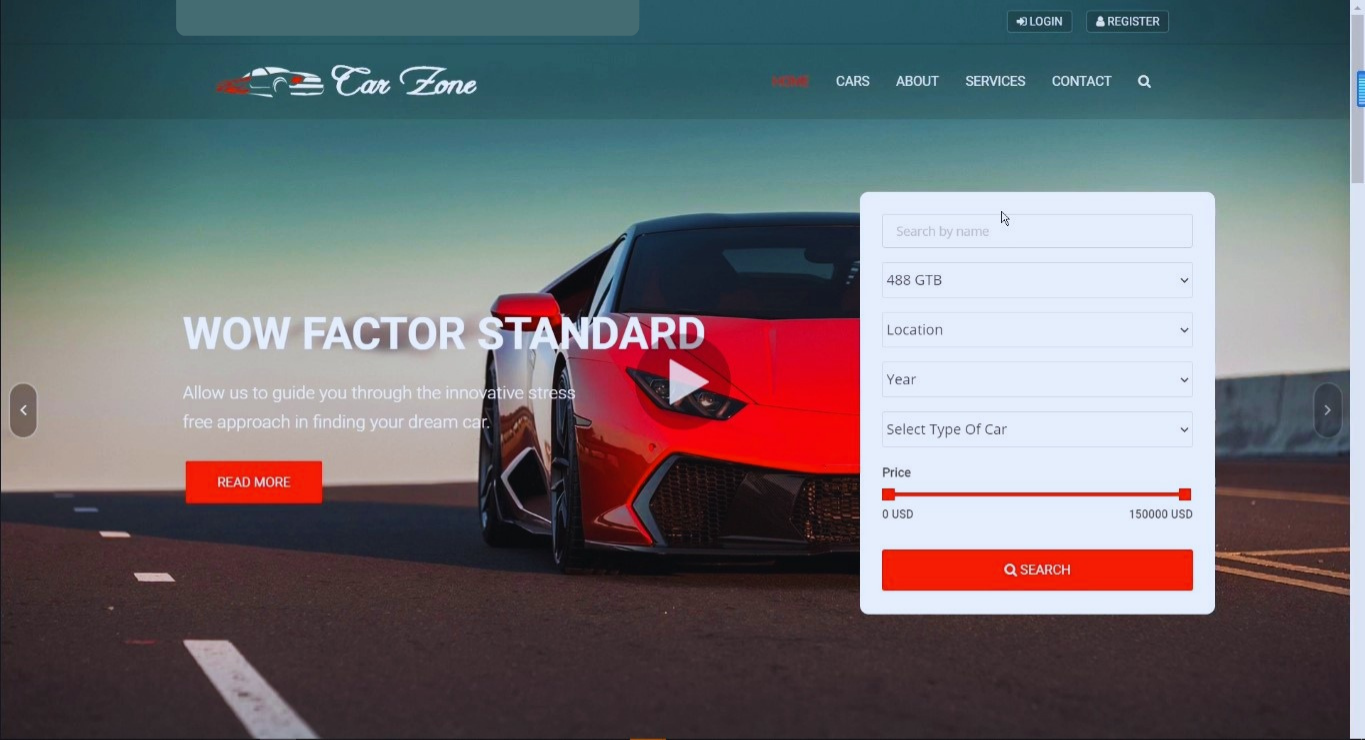 LOGIN
REGISTER
Car Zone
HOME
CARS
ABOUT
SERVICES
CONTACT
Search by name
488 GTB
Location
Year
Select Type Of Car
Price
0 USD
150000 USD
SEARCH
WOW FACTOR STANDARD
Allow us to guide you through the innovative stress
free approach in finding your dream car.
READ MORE